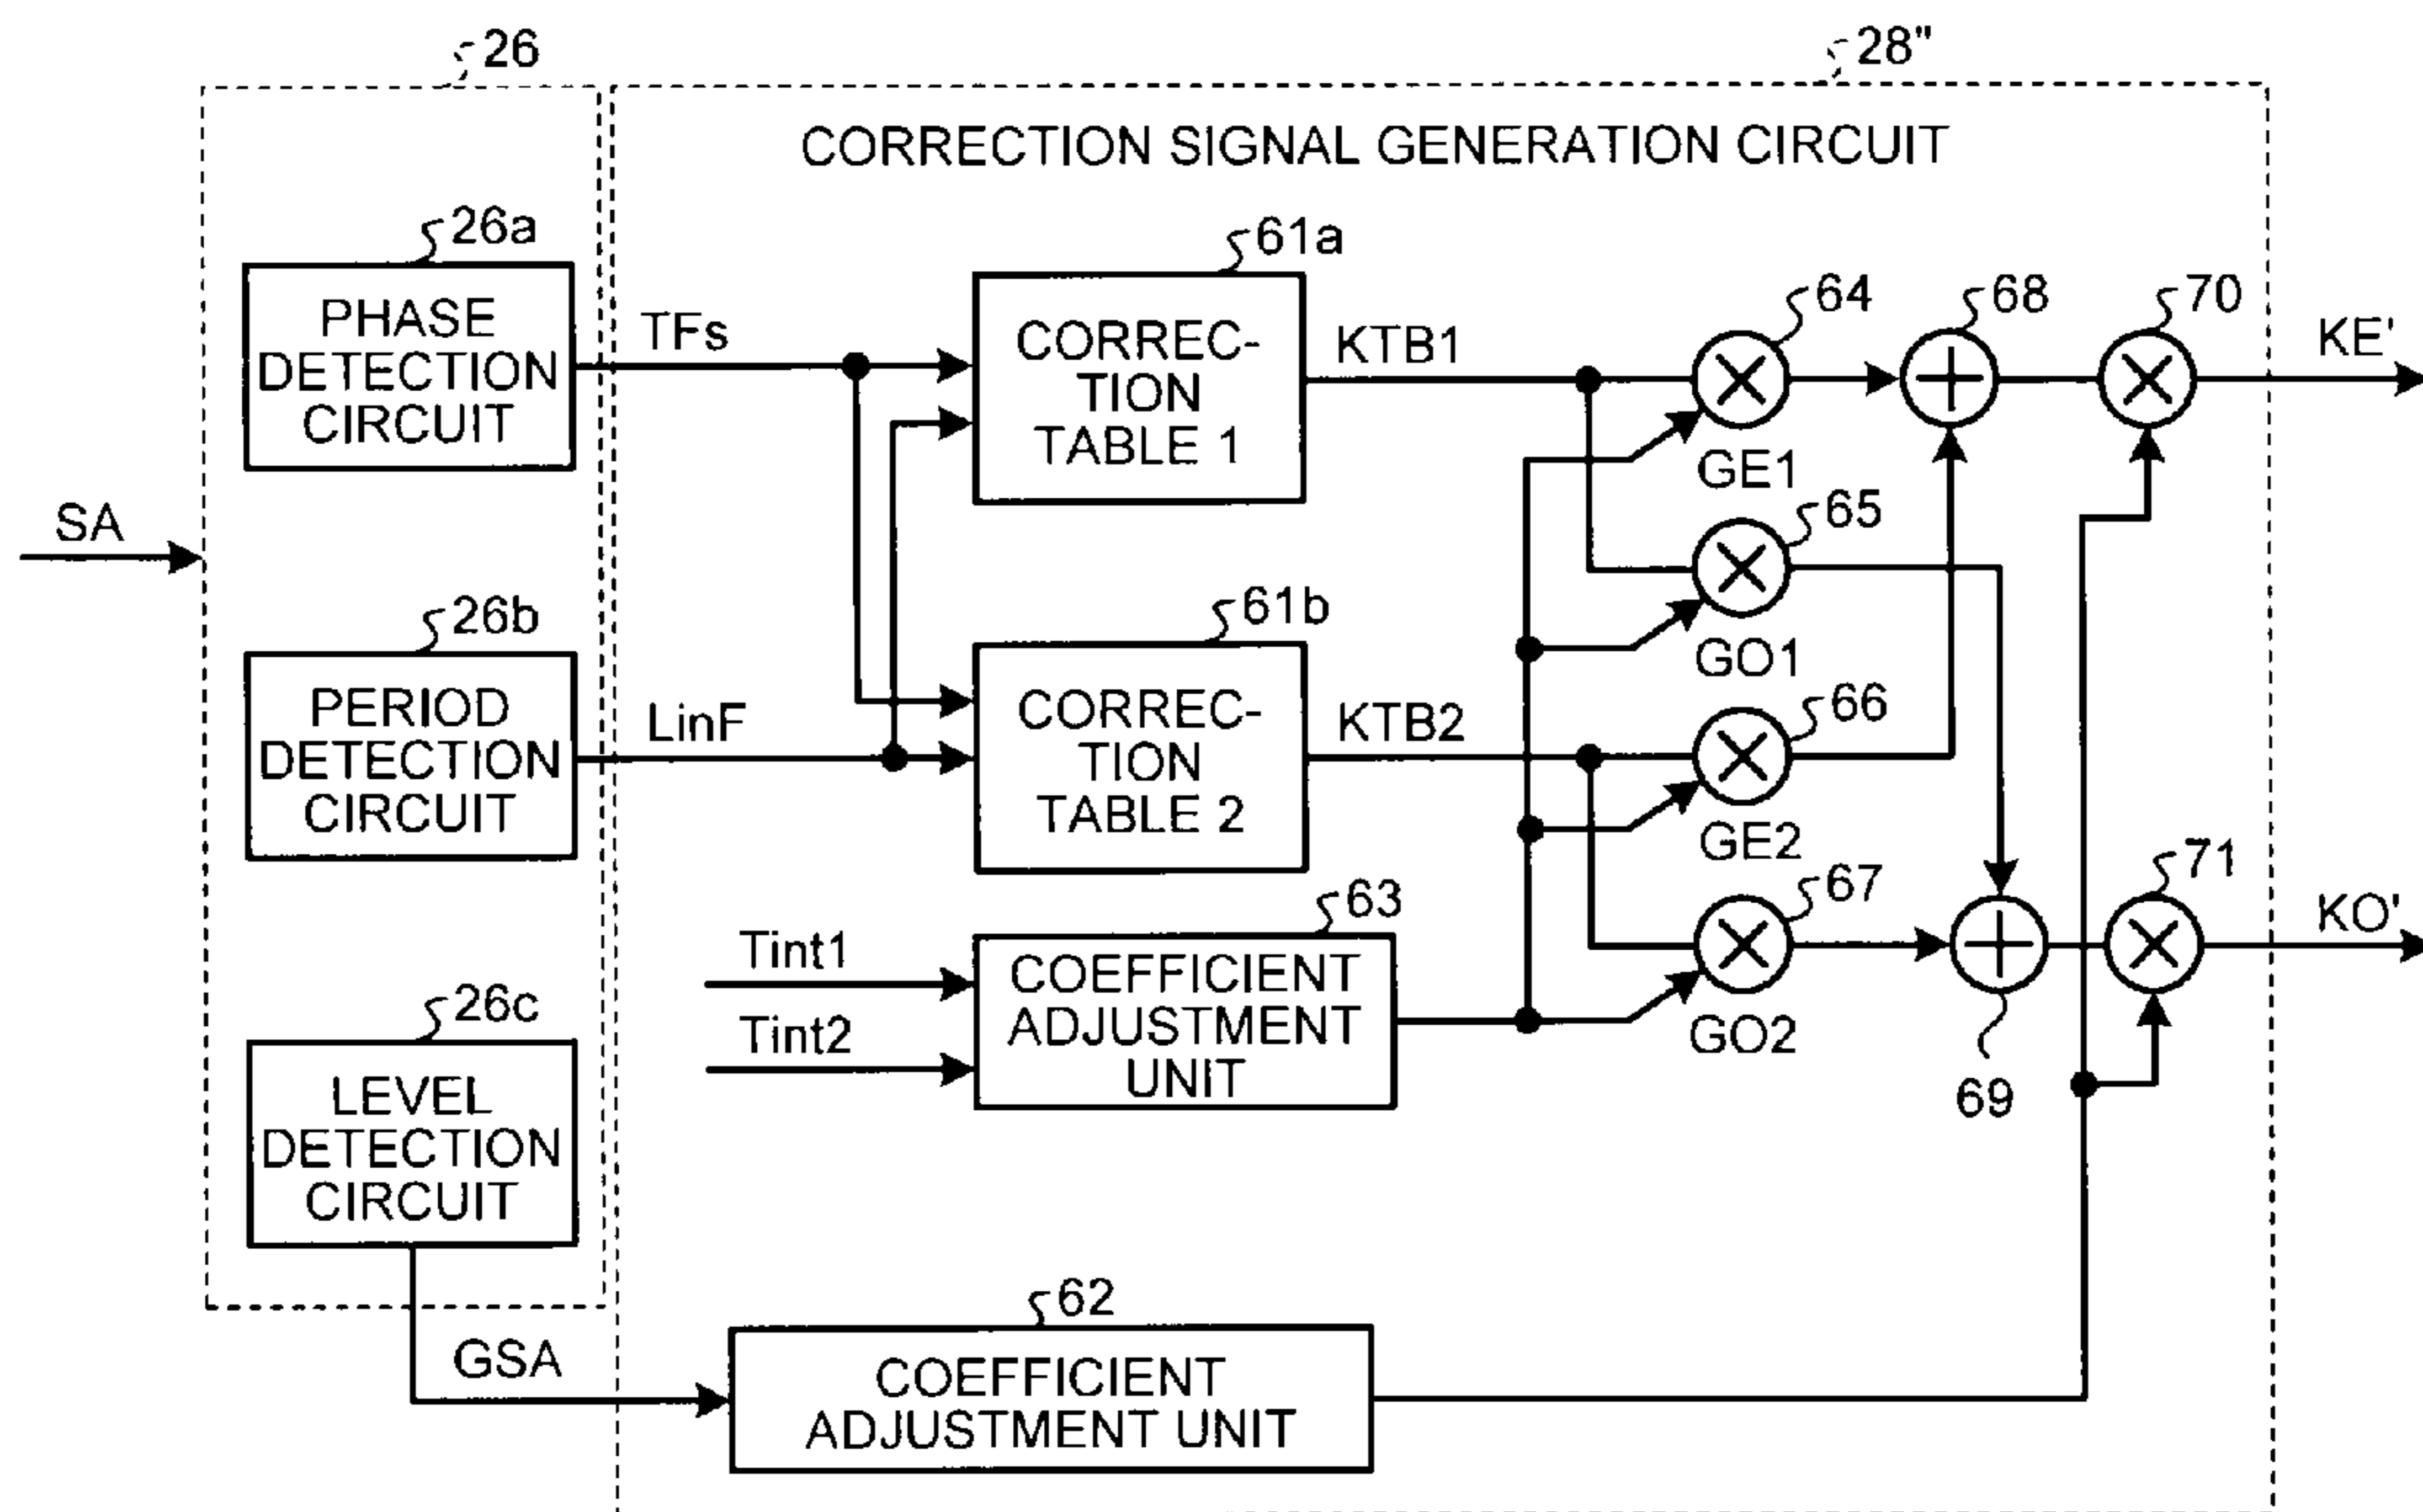 26
28"
CORRECTION SIGNAL GENERATION CIRCUIT
26a
PHASE
DETECTION
CIRCUIT
TFs
61a
CORREC-
TION
TABLE 1
KTB1
64
68
70
KE'
GE1
SA
65
GO1
26b
PERIOD
DETECTION
CIRCUIT
LinF
61b
CORREC-
TION
TABLE 2
KTB2
66
GE2
67
71
KO'
GO2
69
Tint1
Tint2
63
COEFFICIENT
ADJUSTMENT
UNIT
26c
LEVEL
DETECTION
CIRCUIT
GSA
62
COEFFICIENT
ADJUSTMENT UNIT